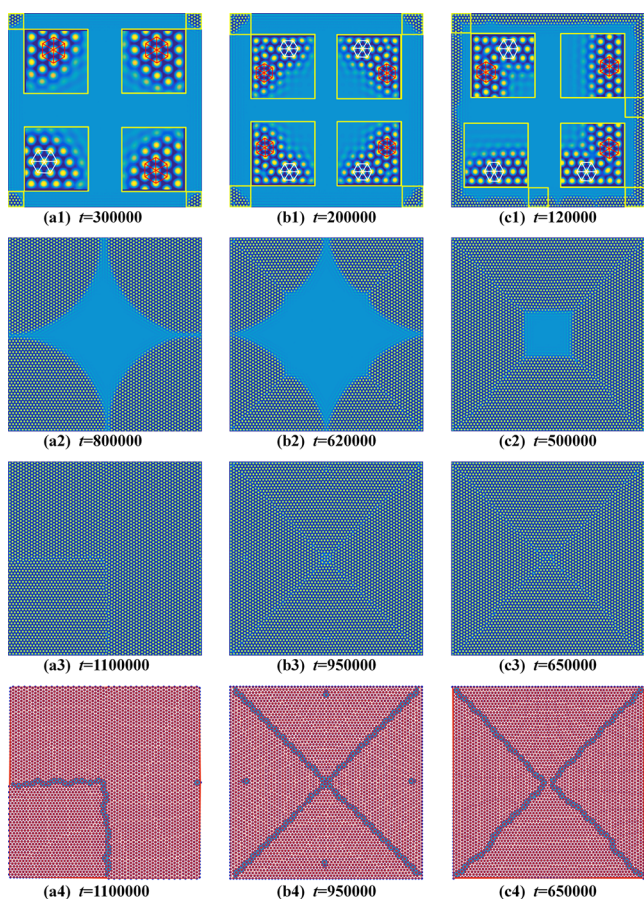 (a1) t=300000 (b1) t=200000 (c1) t=120000
(a2) t=800000 (b2) t=620000 (c2) t=500000
(a3) t=1100000 (b3) t=950000 (c3) t=650000
(a4) t=1100000 (b4) t=950000 (c4) t=650000